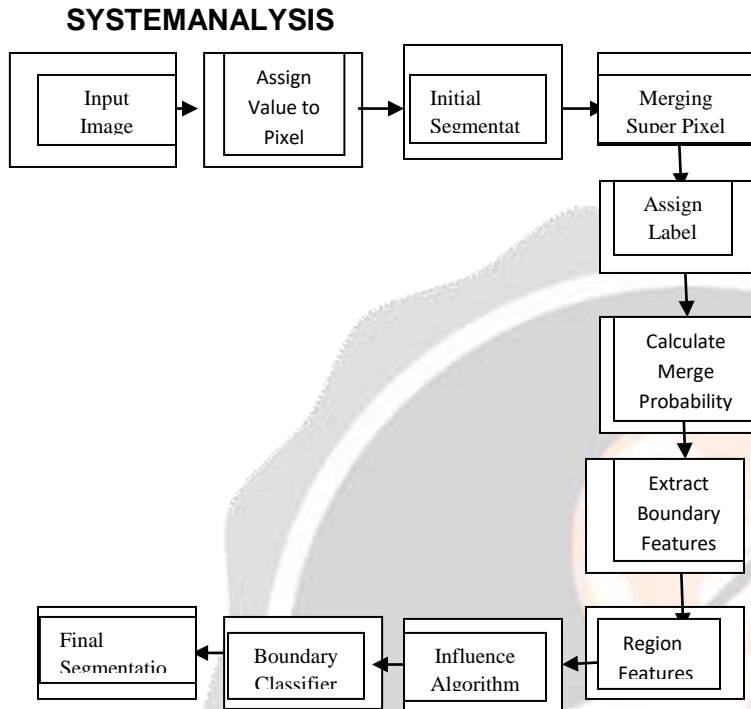 SYSTEMANALYSIS
Input
Image
Assign
Value to
Pixel
Initial
Segmentat
Merging
Super Pixel
Assign
Label
Calculate
Merge
Probability
Extract
Boundary
Features
Region
Features
Influence
Algorithm
Boundary
Classifier
Final
Segmentatio